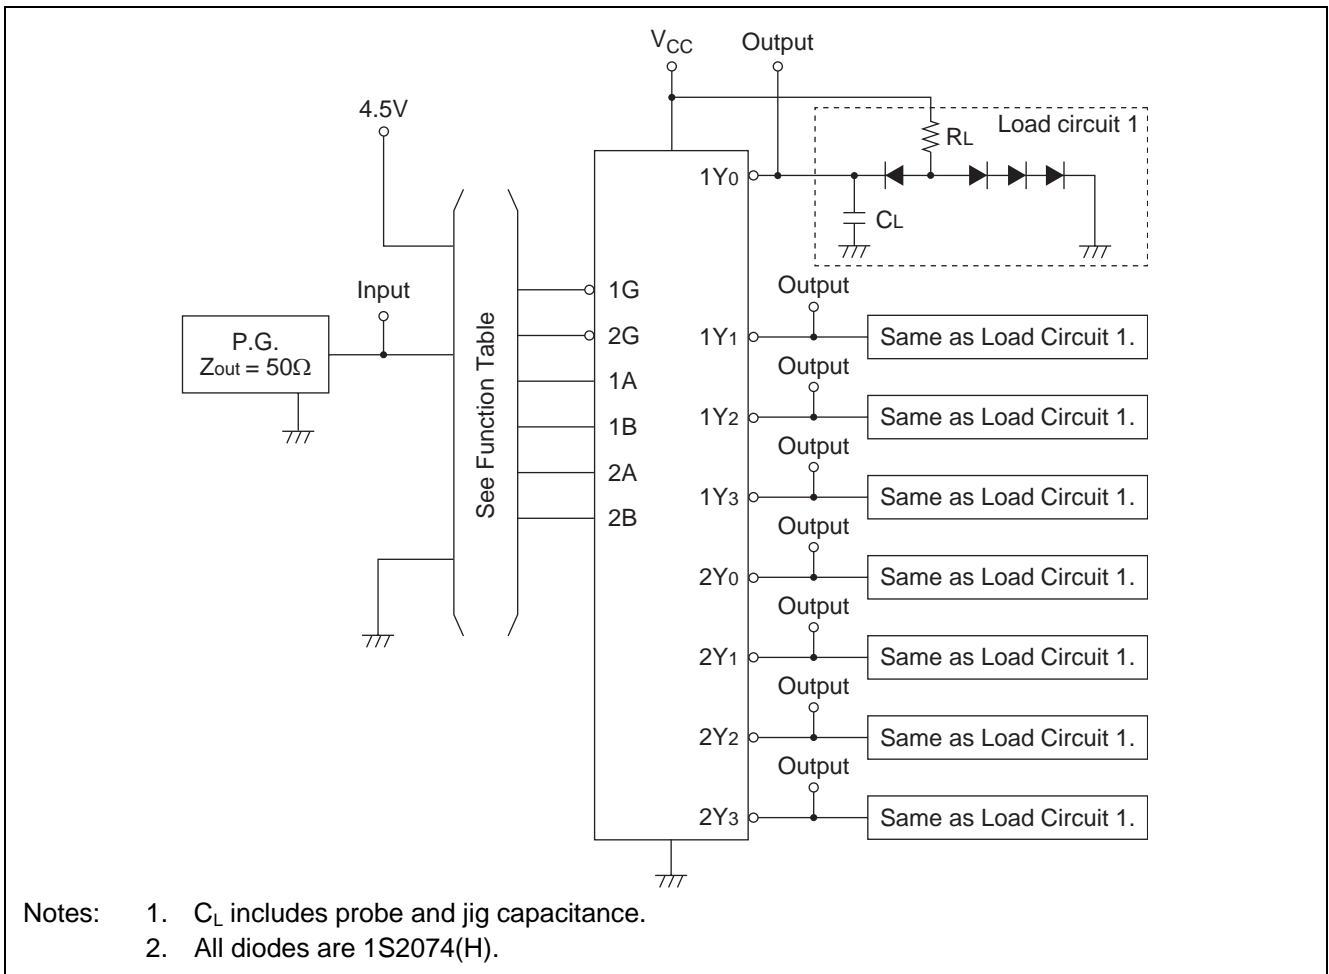 VCC Output
4.5V
Load circuit 1
RL
1Y0
CL
Input
P.G.
Zout = 50Ω
See Function Table
1G
2G
1A
1B
2A
2B
Output
1Y1 Same as Load Circuit 1.
Output
1Y2 Same as Load Circuit 1.
Output
1Y3 Same as Load Circuit 1.
Output
2Y0 Same as Load Circuit 1.
Output
2Y1 Same as Load Circuit 1.
Output
2Y2 Same as Load Circuit 1.
Output
2Y3 Same as Load Circuit 1.
Notes: 1. CL includes probe and jig capacitance.
2. All diodes are 1S2074(H).